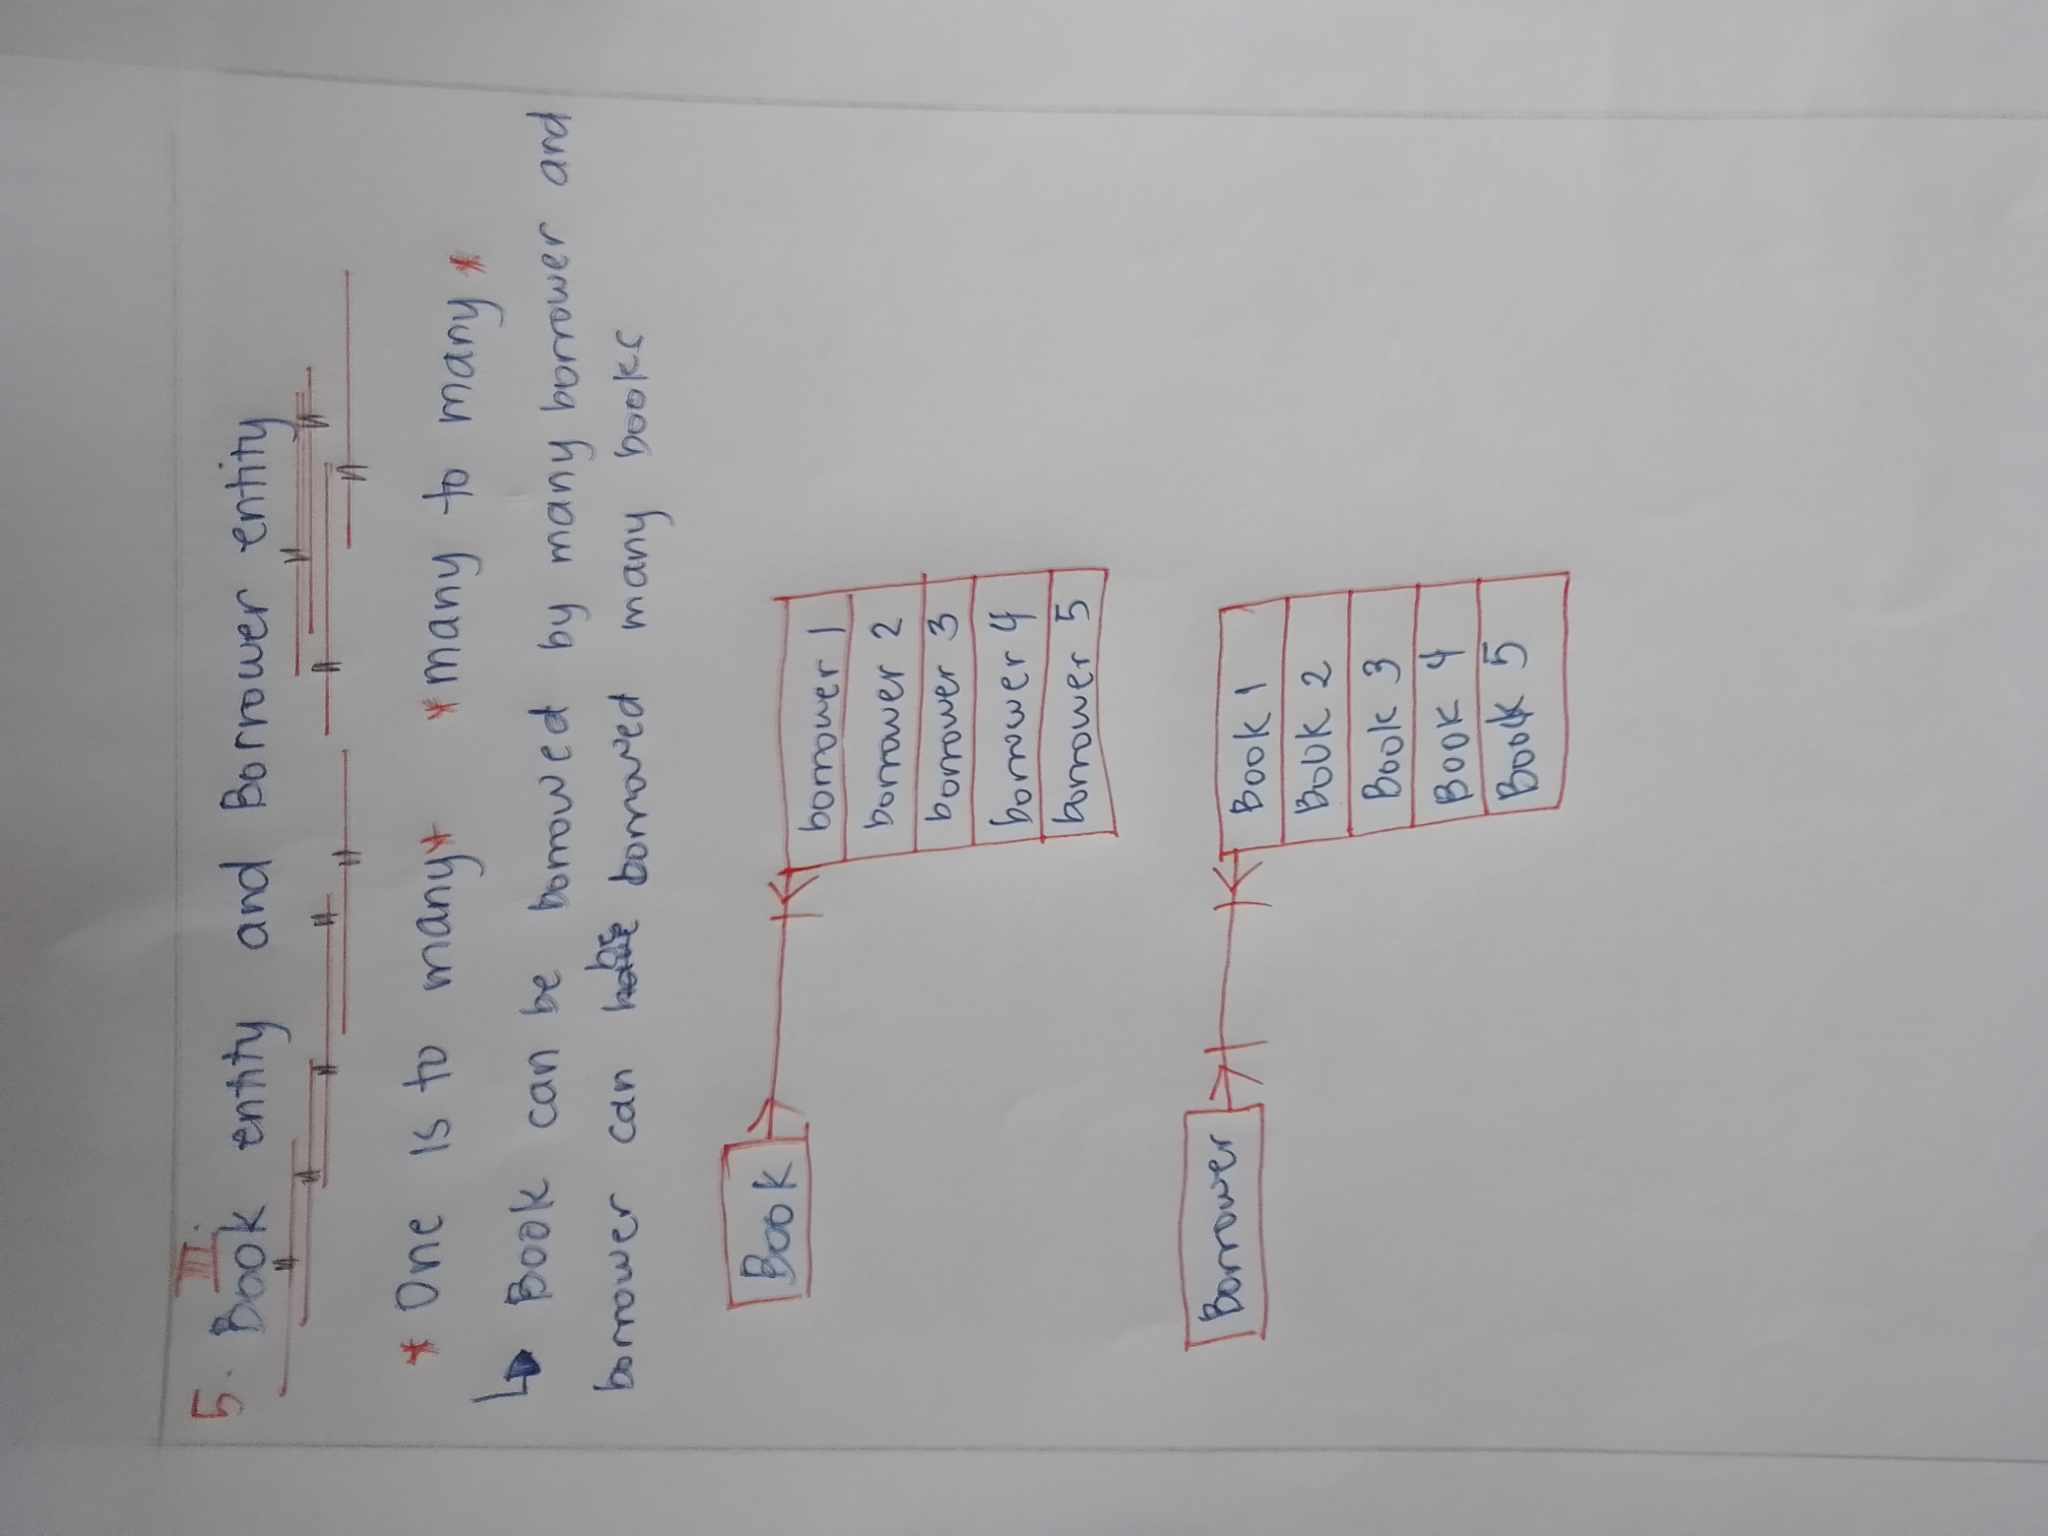 III.
5. Book entity and Borrower entity
* One is to many* *many to many*
↳ Book can be borrowed by many borrower and
borrower can be borrowed many books
Book
borrower 1
borrower 2
borrower 3
borrower 4
borrower 5
Borrower
Book 1
Book 2
Book 3
Book 4
Book 5